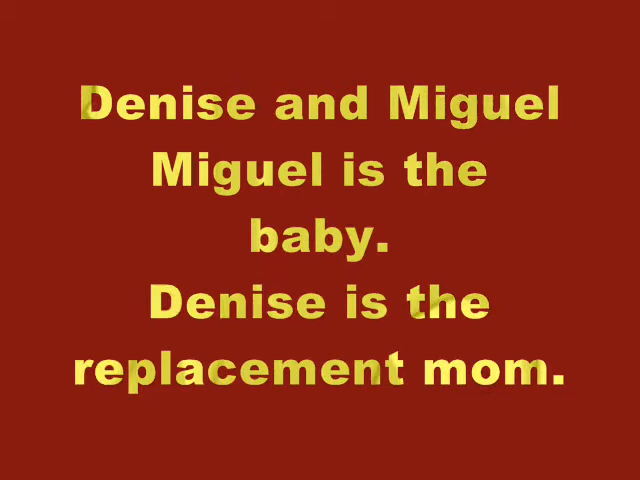 Denise and Miguel
Miguel is the
baby.
Denise is the
replacement mom.